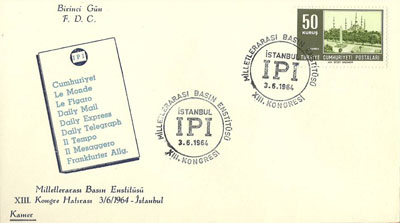 Birinci Gün
F. D. C.
IPI
Cumhuriyet
Le Monde
Le Figaro
Daily Mail
Daily Express
Daily Telegraph
Il Tempo
Il Mesaggero
Frankfurter Allg.
50
KURUŞ
TÜRKİYE CUMHURİYETİ POSTALARI
MİLLETLERARASI BASIN ENSTİTÜSÜ
İSTANBUL
IPI
3.6.1964
XIII. KONGRESİ
MİLLETLERARASI BASIN ENSTİTÜSÜ
İSTANBUL
IPI
3.6.1964
XIII. KONGRESİ
Milletlerarası Basın Enstitüsü
XIII. Kongre Hatırası 3/6/1964 - İstanbul
Kamer